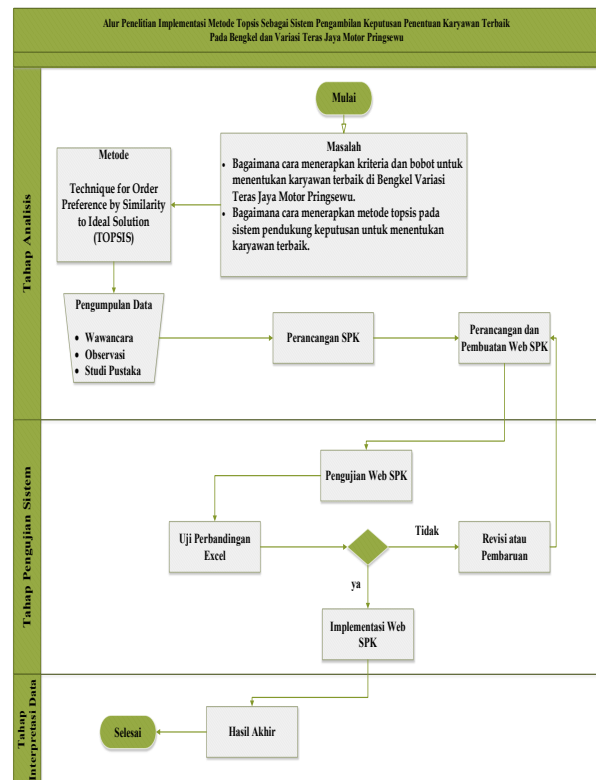 Alur Penelitian Implementasi Metode Topsis Sebagai Sistem Pengambilan Keputusan Penentuan Karyawan Terbaik
Pada Bengkel dan Variasi Teras Jaya Motor Pringsewu
Tahap Analisis
Mulai
Masalah
• Bagaimana cara menerapkan kriteria dan bobot untuk
menentukan karyawan terbaik di Bengkel Variasi
Teras Jaya Motor Pringsewu.
• Bagaimana cara menerapkan metode topsis pada
sistem pendukung keputusan untuk menentukan
karyawan terbaik.
Metode
Technique for Order
Preference by Similarity
to Ideal Solution
(TOPSIS)
Pengumpulan Data
• Wawancara
• Observasi
• Studi Pustaka
Perancangan SPK
Perancangan dan
Pembuatan Web SPK
Tahap Pengujian Sistem
Pengujian Web SPK
Uji Perbandingan
Excel
Tidak
Revisi atau
Pembaruan
ya
Implementasi Web
SPK
Tahap
Interpretasi Data
Hasil Akhir
Selesai